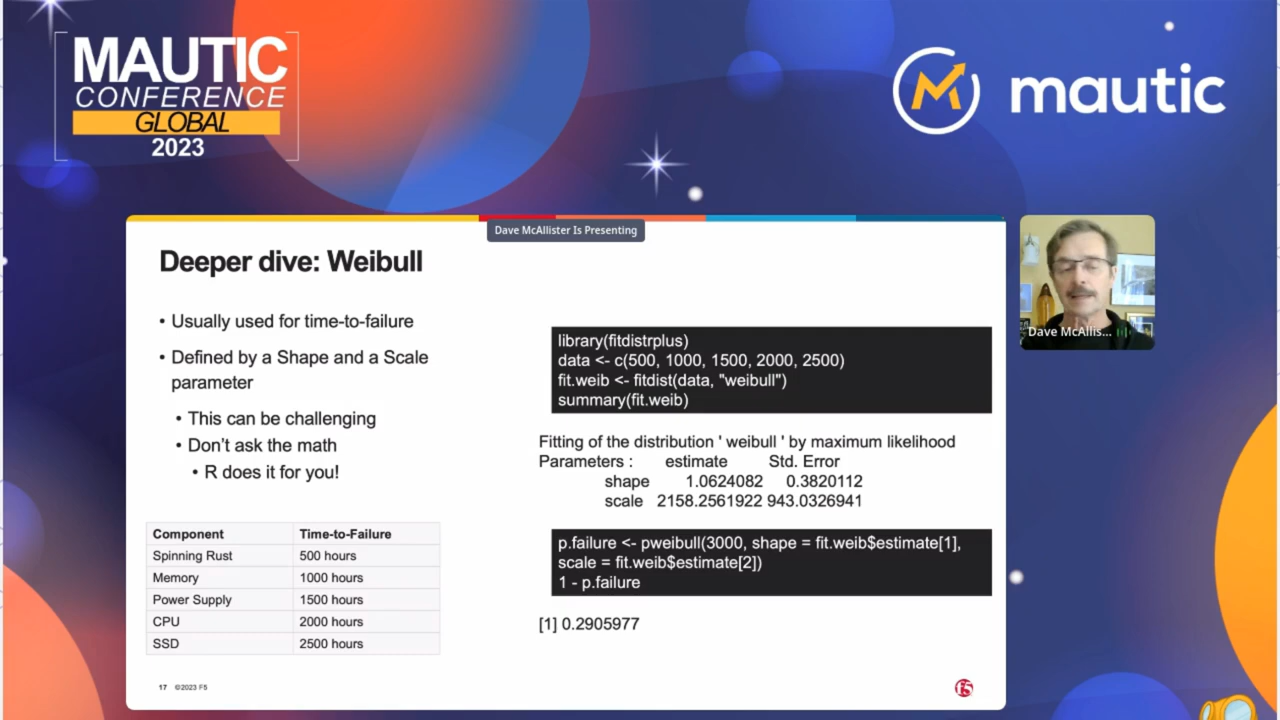 MAUTIC
CONFERENCE
GLOBAL
2023
mautic
Dave McAllister Is Presenting
Deeper dive: Weibull
• Usually used for time-to-failure
• Defined by a Shape and a Scale
parameter
• This can be challenging
• Don't ask the math
• R does it for you!
Component Time-to-Failure
Spinning Rust 500 hours
Memory 1000 hours
Power Supply 1500 hours
CPU 2000 hours
SSD 2500 hours
library(fitdistrplus)
data <- c(500, 1000, 1500, 2000, 2500)
fit.weib <- fitdist(data, "weibull")
summary(fit.weib)
Fitting of the distribution ' weibull ' by maximum likelihood
Parameters : estimate Std. Error
shape 1.0624082 0.3820112
scale 2158.2561922 943.0326941
p.failure <- pweibull(3000, shape = fit.weib$estimate[1],
scale = fit.weib$estimate[2])
1 - p.failure
[1] 0.2905977
17 ©2023 F5
f5
Dave McAllis...